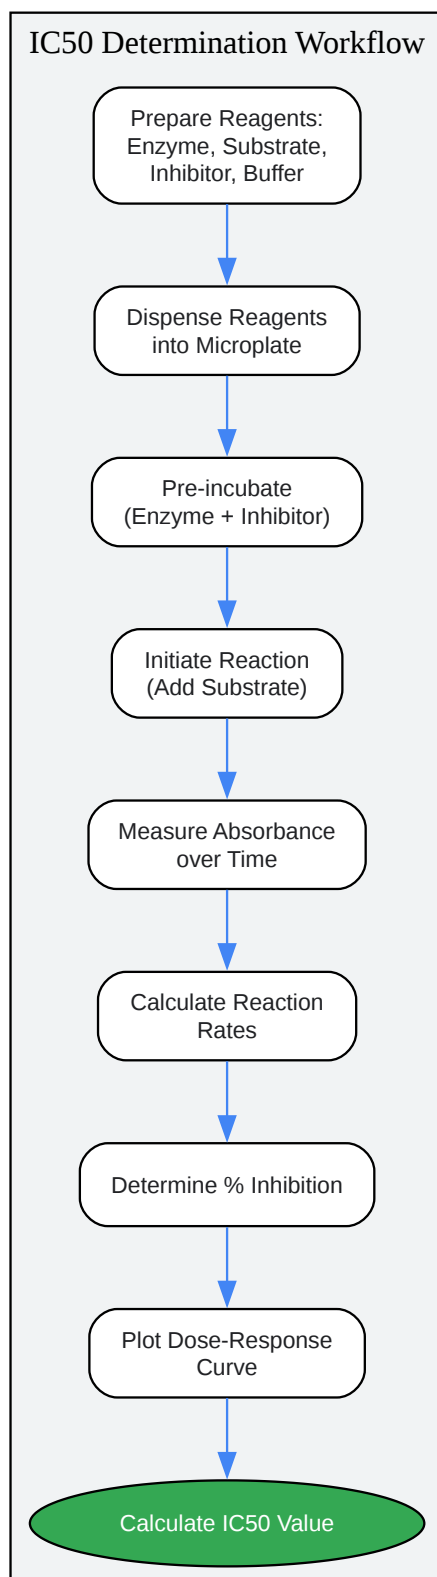 IC50 Determination Workflow
Prepare Reagents:
Enzyme, Substrate,
Inhibitor, Buffer
Dispense Reagents
into Microplate
Pre-incubate
(Enzyme + Inhibitor)
Initiate Reaction
(Add Substrate)
Measure Absorbance
over Time
Calculate Reaction
Rates
Determine % Inhibition
Plot Dose-Response
Curve
Calculate IC50 Value